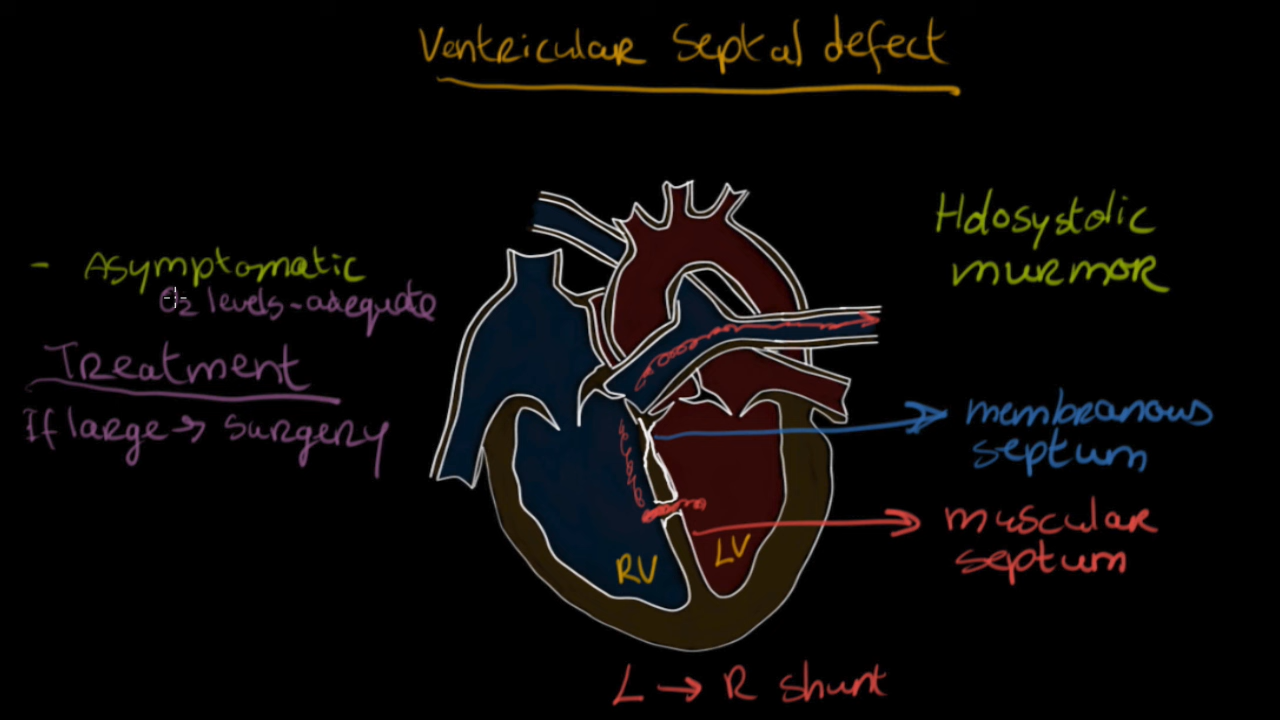 Ventricular Septal defect
- Asymptomatic
O2 levels - adequate
Treatment
If large → surgery
Holosystolic
murmor
membranous
septum
muscular
septum
RV
LV
L → R shunt